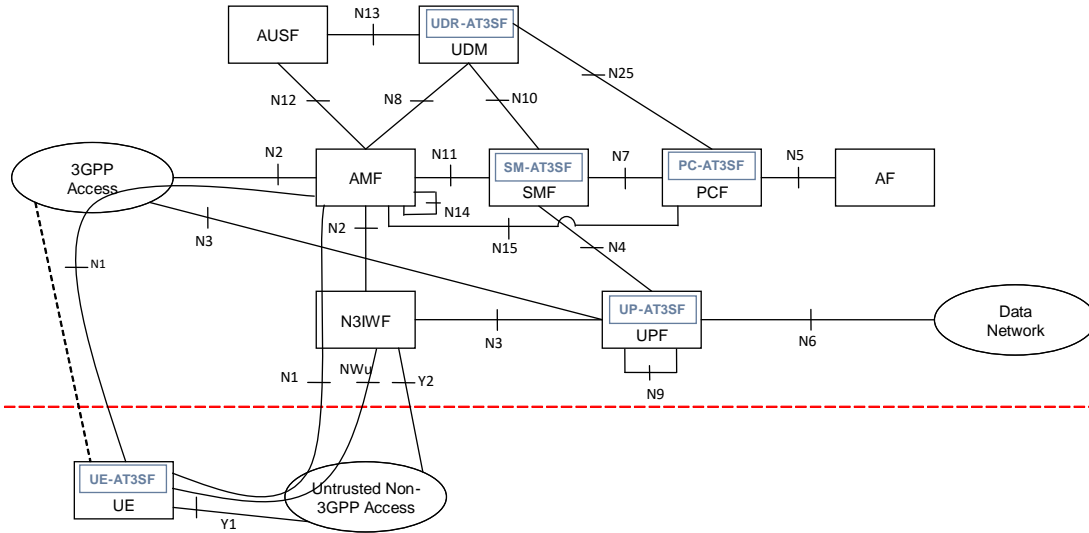 N13
AUSF
UDR-AT3SF
UDM
N25
N12
N8
N10
3GPP
Access
N2
AMF
N11
SM-AT3SF
SMF
N7
PC-AT3SF
PCF
N5
AF
N14
N2
N3
N15
N4
N1
N3IWF
UP-AT3SF
UPF
N3
N6
Data
Network
N1
NWu
Y2
N9
UE-AT3SF
UE
Untrusted Non-
3GPP Access
Y1